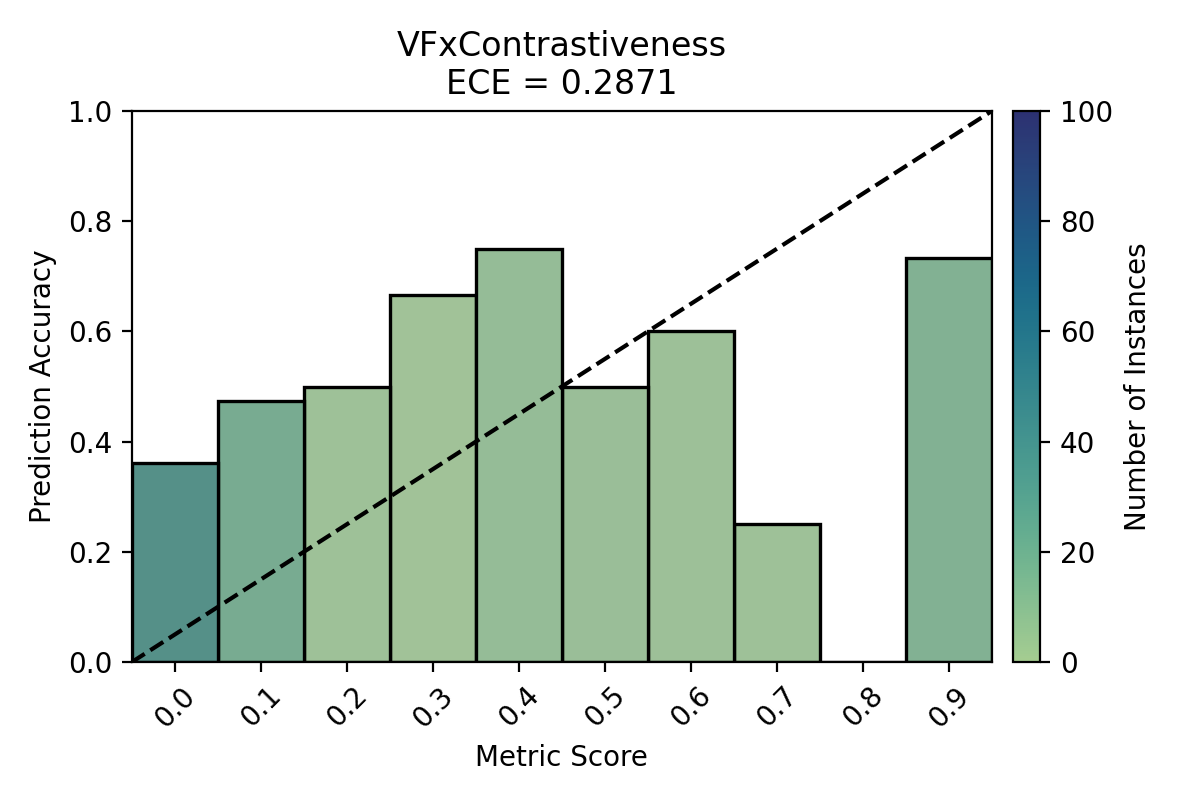 VFxContrastiveness
ECE = 0.2871
1.0
0.8
0.6
0.4
0.2
0.0
Prediction Accuracy
0.0 0.1 0.2 0.3 0.4 0.5 0.6 0.7 0.8 0.9
Metric Score
100
80
60
40
20
0
Number of Instances